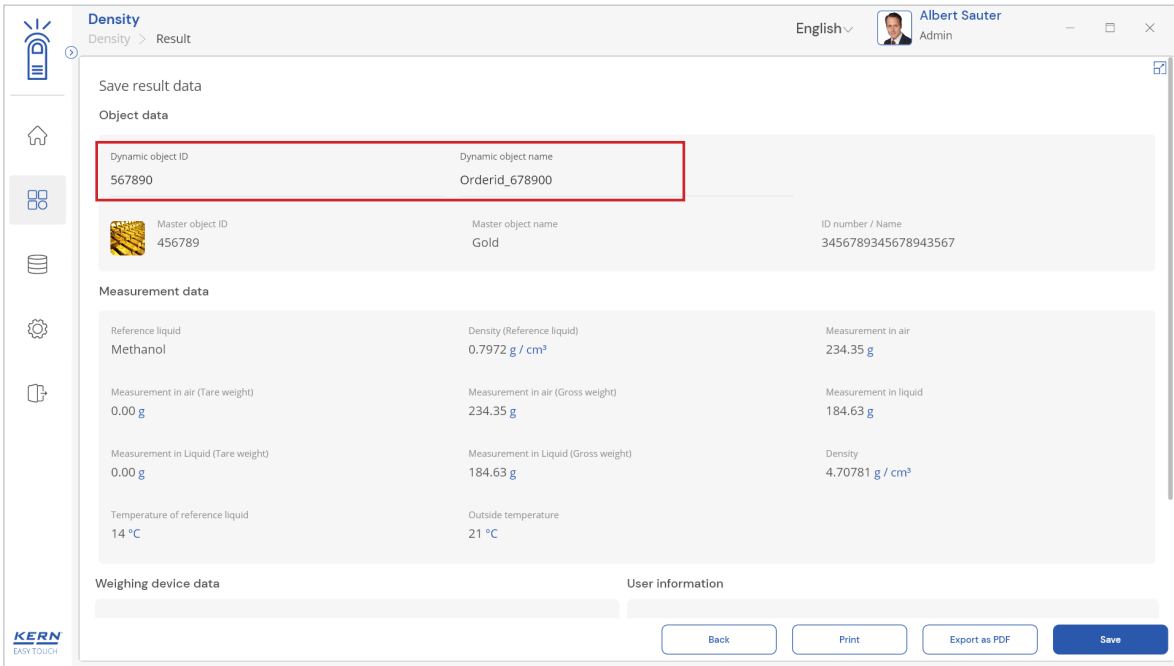 Density
Density > Result
English
Albert Sauter
Admin
Save result data
Object data
Dynamic object ID
567890
Dynamic object name
Orderid_678900
Master object ID
456789
Master object name
Gold
ID number / Name
3456789345678943567
Measurement data
Reference liquid
Methanol
Density (Reference liquid)
0.7972 g / cm³
Measurement in air
234.35 g
Measurement in air (Tare weight)
0.00 g
Measurement in air (Gross weight)
234.35 g
Measurement in liquid
184.63 g
Measurement in Liquid (Tare weight)
0.00 g
Measurement in Liquid (Gross weight)
184.63 g
Density
4.70781 g / cm³
Temperature of reference liquid
14 °C
Outside temperature
21 °C
Weighing device data
User information
KERN
EASY TOUCH
Back
Print
Export as PDF
Save